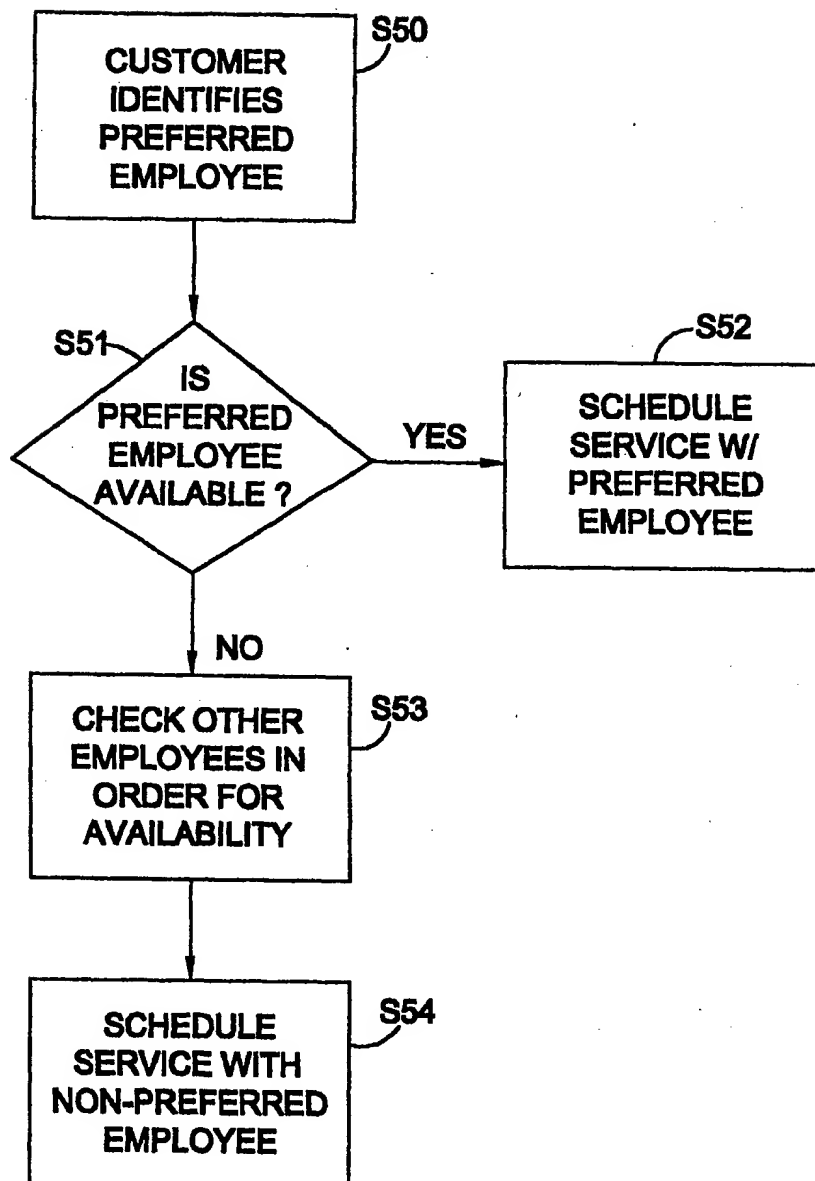 S50
CUSTOMER
IDENTIFIES
PREFERRED
EMPLOYEE
S51
IS
PREFERRED
EMPLOYEE
AVAILABLE ?
YES
S52
SCHEDULE
SERVICE W/
PREFERRED
EMPLOYEE
NO
S53
CHECK OTHER
EMPLOYEES IN
ORDER FOR
AVAILABILITY
S54
SCHEDULE
SERVICE WITH
NON-PREFERRED
EMPLOYEE